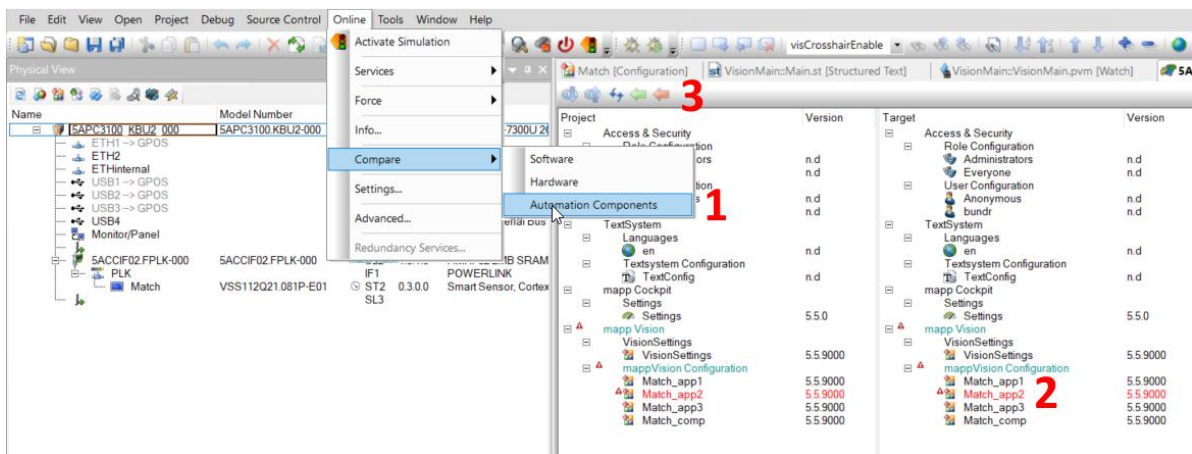 File Edit View Open Project Debug Source Control Online Tools Window Help
Activate Simulation
visCrosshairEnable
Physical View
Services
Match [Configuration]
VisionMain::Main.st [Structured Text]
VisionMain::VisionMain.pvm [Watch]
5A
Force
3
Name
Model Number
5APC3100_KBU2_000
5APC3100.KBU2-000
-7300U 2(
ETH1 -> GPOS
ETH2
ETHinternal
USB1 -> GPOS
USB2 -> GPOS
USB3 -> GPOS
USB4
Monitor/Panel
5ACCIF02.FPLK-000
5ACCIF02.FPLK-000
MB SRAM
PLK
IF1
POWERLINK
Match
VSS112Q21.081P-E01
ST2
0.3.0.0
Smart Sensor, Cortex
SL3
Info...
Compare
Settings...
Advanced...
Redundancy Services...
Software
Hardware
Automation Components
1
Project
Version
Access & Security
ors
n.d
n.d
tion
s
n.d
n.d
TextSystem
Languages
en
n.d
Textsystem Configuration
TextConfig
n.d
mapp Cockpit
Settings
Settings
5.5.0
mapp Vision
VisionSettings
VisionSettings
5.5.9000
mappVision Configuration
Match_app1
5.5.9000
Match_app2
5.5.9000
Match_app3
5.5.9000
Match_comp
5.5.9000
Target
Version
Access & Security
Role Configuration
Administrators
n.d
Everyone
n.d
User Configuration
Anonymous
n.d
bundr
n.d
TextSystem
Languages
en
n.d
Textsystem Configuration
TextConfig
n.d
mapp Cockpit
Settings
Settings
5.5.0
mapp Vision
VisionSettings
VisionSettings
5.5.9000
mappVision Configuration
Match_app1
5.5.9000
Match_app2
5.5.9000
Match_app3
5.5.9000
Match_comp
5.5.9000
2